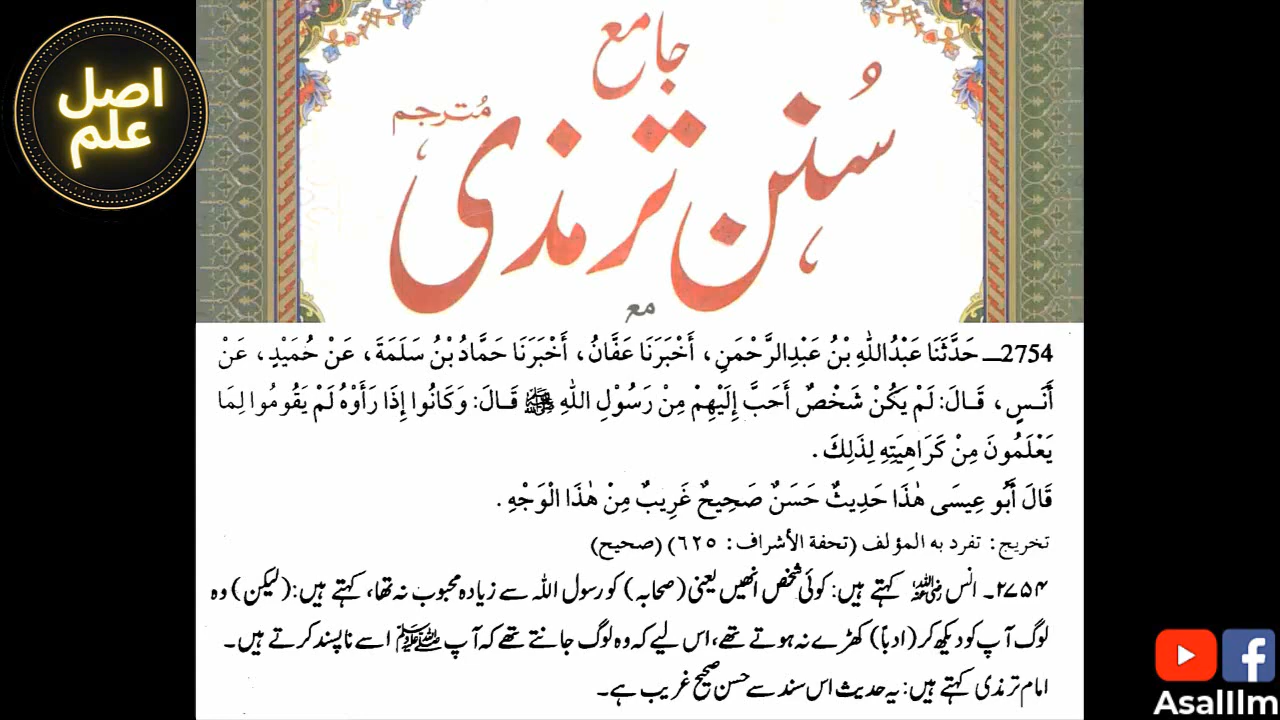 اصل
علم
جامع
سُنن ترمذی
مُترجم
مع
2754ـــ حَدَّثَنَا عَبْدُاللّٰهِ بْنُ عَبْدِالرَّحْمَنِ، أَخْبَرَنَا عَفَّانُ، أَخْبَرَنَا حَمَّادُ بْنُ سَلَمَةَ، عَنْ حُمَيْدٍ، عَنْ
أَنَسٍ، قَالَ: لَمْ يَكُنْ شَخْصٌ أَحَبَّ إِلَيْهِمْ مِنْ رَسُوْلِ اللهِ ﷺ قَالَ: وَكَانُوا إِذَا رَأَوْهُ لَمْ يَقُومُوا لِمَا
يَعْلَمُونَ مِنْ كَرَاهِيَتِهِ لِذَلِكَ .
قَالَ أَبُو عِيسَى هٰذَا حَدِيثٌ حَسَنٌ صَحِيحٌ غَرِيبٌ مِنْ هٰذَا الْوَجْهِ .
تخريج: تفرد به المؤلف (تحفة الأشراف: ٦٢٥) (صحيح)
۲۷۵۴۔ انس رضی اللہ عنہ کہتے ہیں: کوئی شخص انھیں یعنی (صحابہ) کو رسول اللہ سے زیادہ محبوب نہ تھا، کہتے ہیں: (لیکن) وہ
لوگ آپ کو دیکھ کر (ادباً) کھڑے نہ ہوتے تھے، اس لیے کہ وہ لوگ جانتے تھے کہ آپ ﷺ اسے ناپسند کرتے ہیں۔
امام ترمذی کہتے ہیں: یہ حدیث اس سند سے حسن صحیح غریب ہے۔
AsalIlm